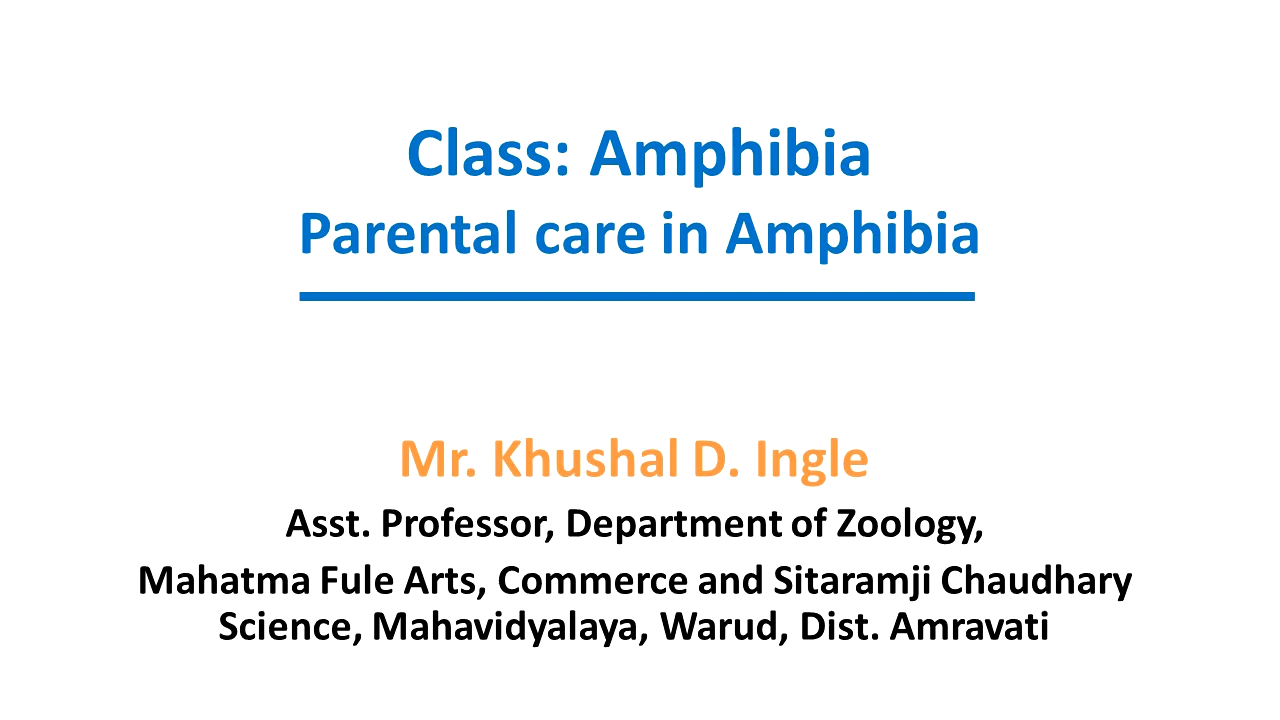 Class: Amphibia
Parental care in Amphibia
Mr. Khushal D. Ingle
Asst. Professor, Department of Zoology,
Mahatma Fule Arts, Commerce and Sitaramji Chaudhary
Science, Mahavidyalaya, Warud, Dist. Amravati